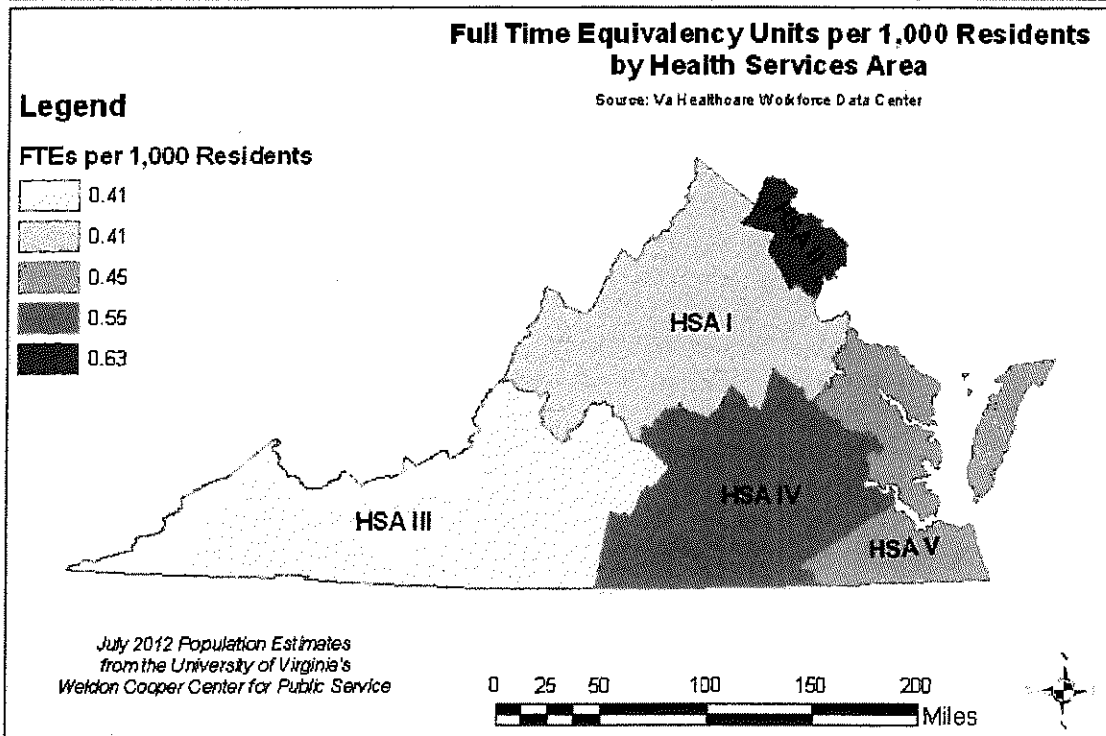 Full Time Equivalency Units per 1,000 Residents
by Health Services Area
Source: Va Healthcare Workforce Data Center
Legend
FTEs per 1,000 Residents
0.41
0.41
0.45
0.55
0.63
HSA I
HSA III
HSA IV
HSA V
July 2012 Population Estimates
from the University of Virginia's
Weldon Cooper Center for Public Service
0 25 50 100 150 200
Miles